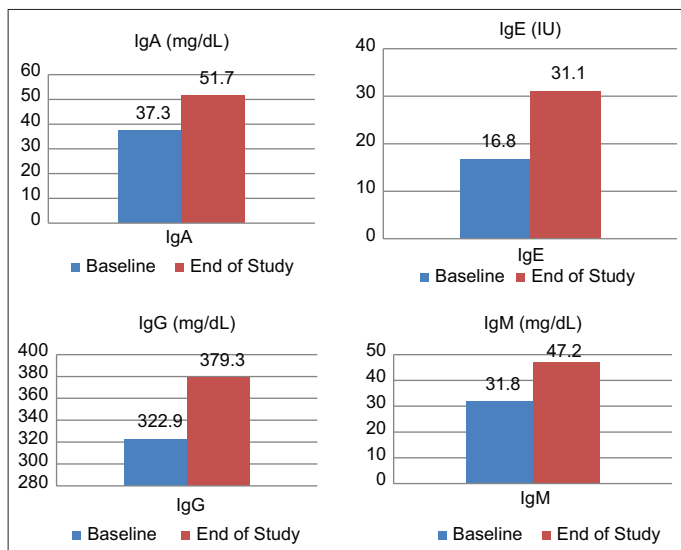 IgA (mg/dL)
60
50
40
30
20
10
0
37.3
51.7
IgA
Baseline
End of Study
IgE (IU)
40
30
20
10
0
16.8
31.1
IgE
Baseline
End of Study
IgG (mg/dL)
400
380
360
340
320
300
280
322.9
379.3
IgG
Baseline
End of Study
IgM (mg/dL)
50
40
30
20
10
0
31.8
47.2
IgM
Baseline
End of Study